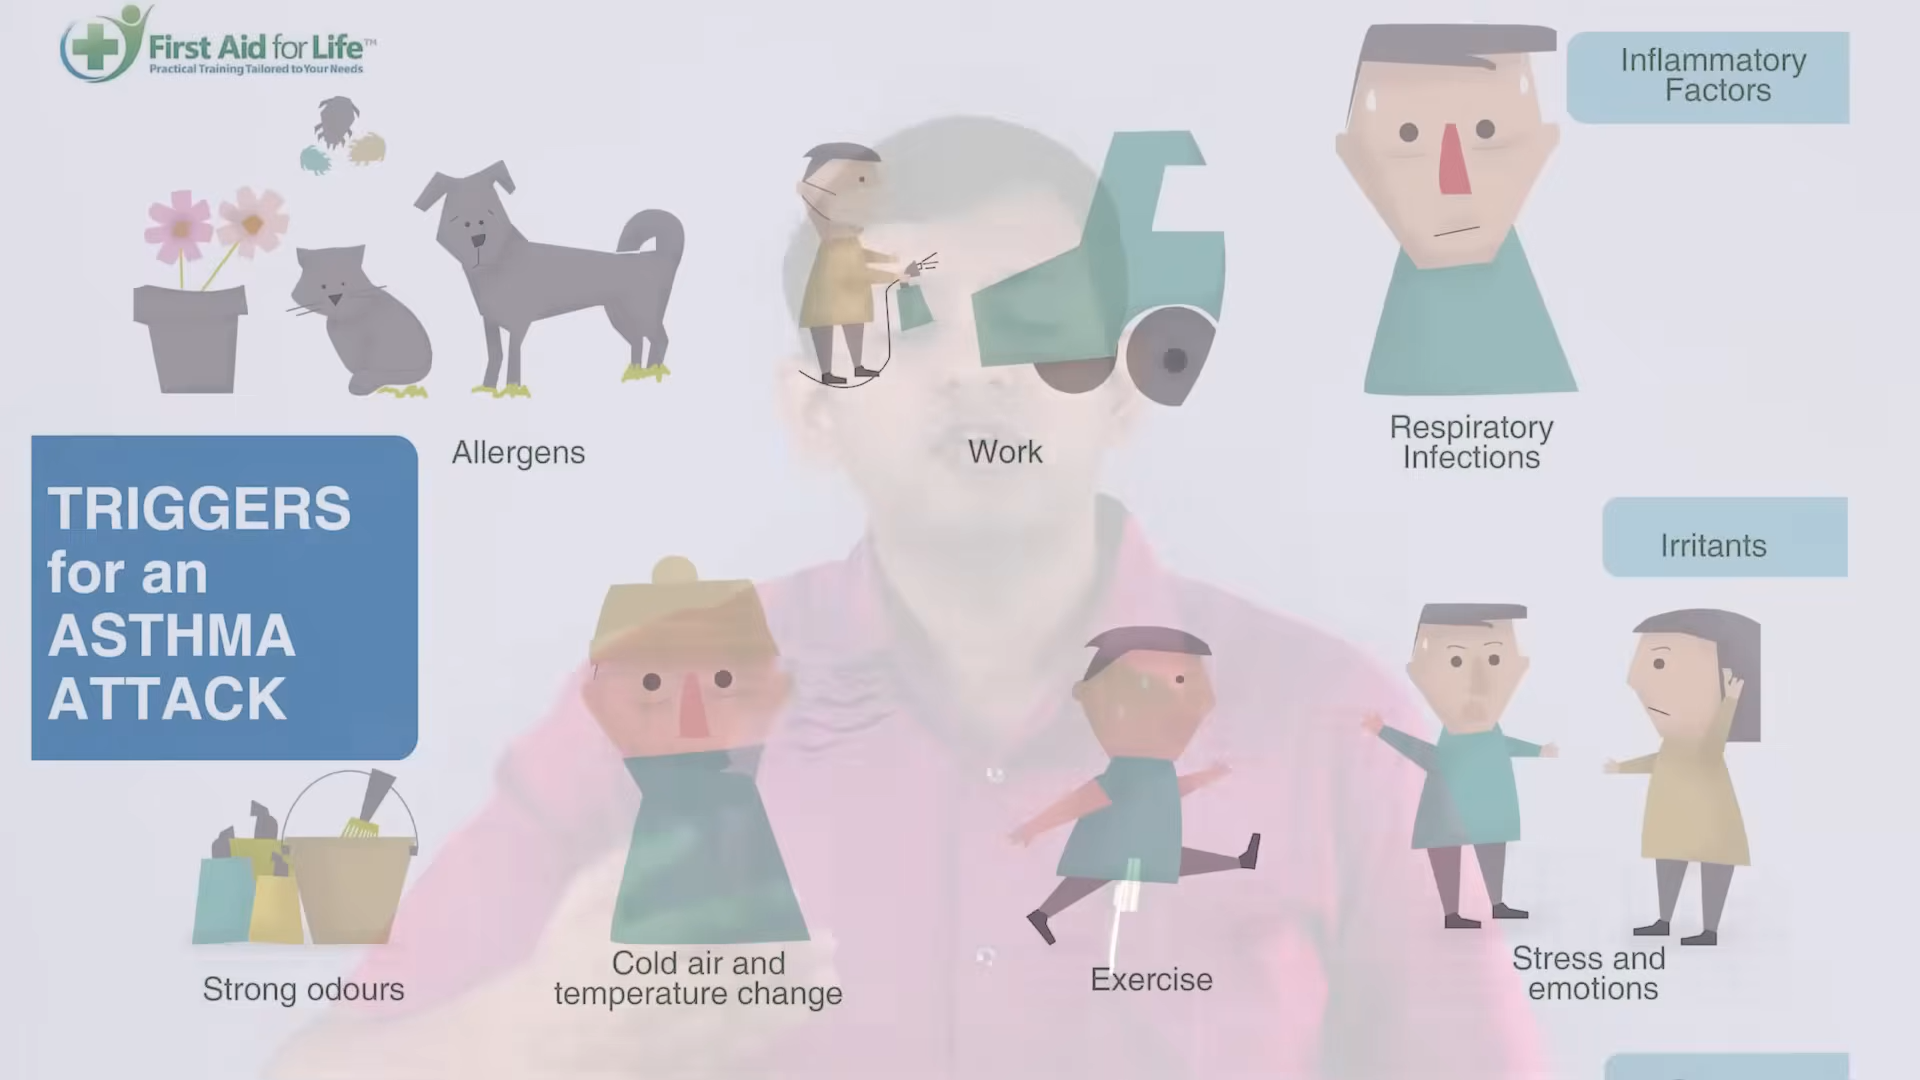 First Aid for Life™
Practical Training Tailored to Your Needs
Inflammatory
Factors
Allergens
Work
Respiratory
Infections
TRIGGERS
for an
ASTHMA
ATTACK
Irritants
Strong odours
Cold air and
temperature change
Exercise
Stress and
emotions